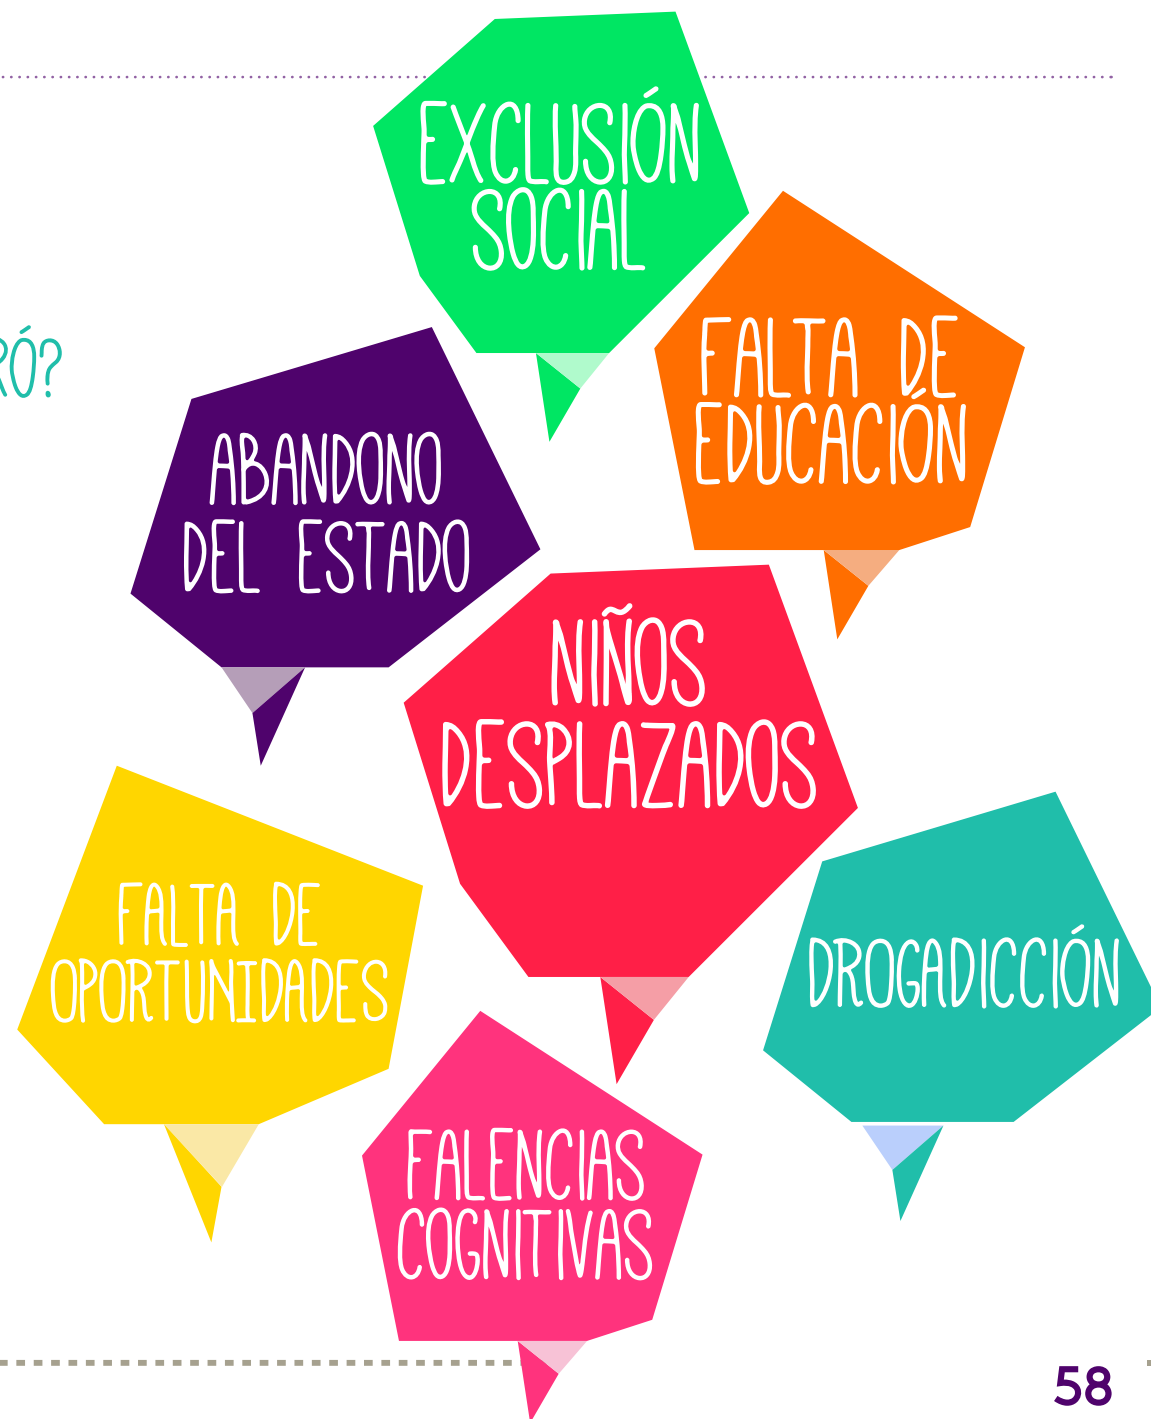 EXCLUSIÓN
SOCIAL
FALTA DE
EDUCACIÓN
RÓ?
ABANDONO
DEL ESTADO
NIÑOS
DESPLAZADOS
FALTA DE
OPORTUNIDADES
DROGADICCIÓN
FALENCIAS
COGNITIVAS
58